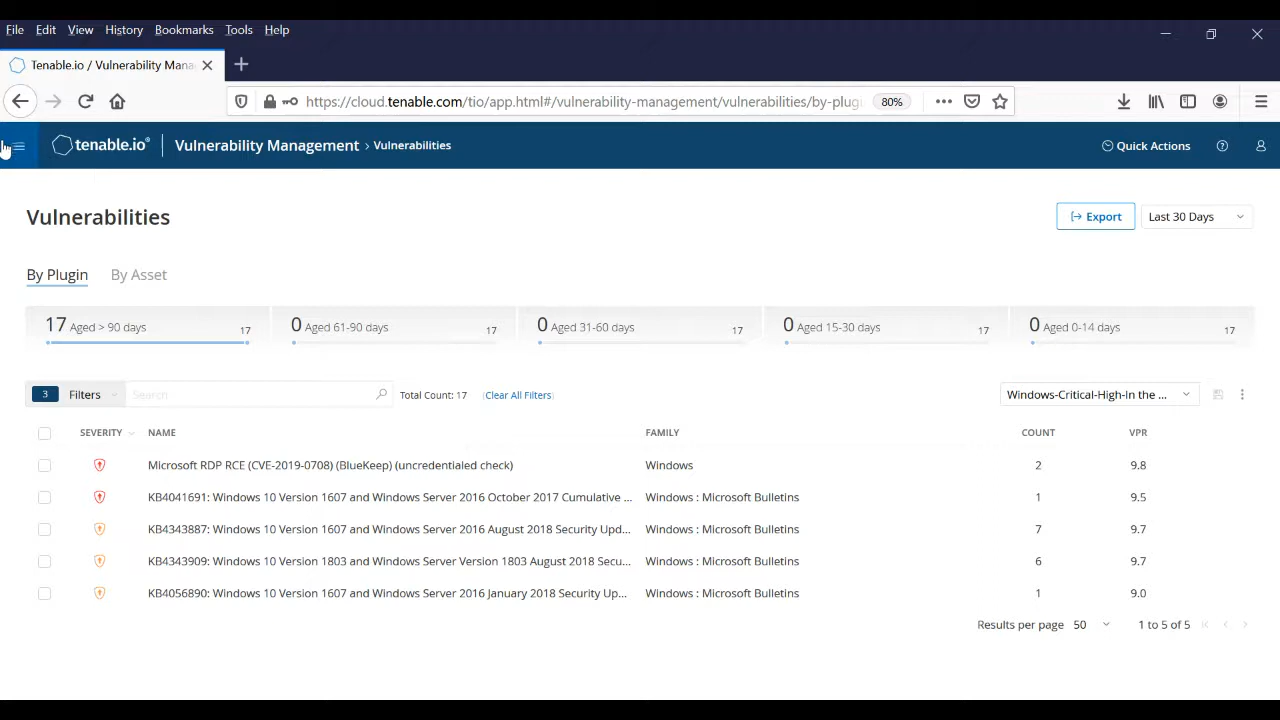 File Edit View History Bookmarks Tools Help
Tenable.io / Vulnerability Mana
https://cloud.tenable.com/tio/app.html#/vulnerability-management/vulnerabilities/by-plugi 80%
tenable.io® Vulnerability Management > Vulnerabilities Quick Actions
Vulnerabilities
Export Last 30 Days
By Plugin By Asset
17 Aged > 90 days 17 0 Aged 61-90 days 17 0 Aged 31-60 days 17 0 Aged 15-30 days 17 0 Aged 0-14 days 17
3 Filters Search Total Count: 17 (Clear All Filters) Windows-Critical-High-In the ...
SEVERITY NAME FAMILY COUNT VPR
Microsoft RDP RCE (CVE-2019-0708) (BlueKeep) (uncredentialed check) Windows 2 9.8
KB4041691: Windows 10 Version 1607 and Windows Server 2016 October 2017 Cumulative ... Windows : Microsoft Bulletins 1 9.5
KB4343887: Windows 10 Version 1607 and Windows Server 2016 August 2018 Security Upd... Windows : Microsoft Bulletins 7 9.7
KB4343909: Windows 10 Version 1803 and Windows Server Version 1803 August 2018 Secu... Windows : Microsoft Bulletins 6 9.7
KB4056890: Windows 10 Version 1607 and Windows Server 2016 January 2018 Security Up... Windows : Microsoft Bulletins 1 9.0
Results per page 50 1 to 5 of 5